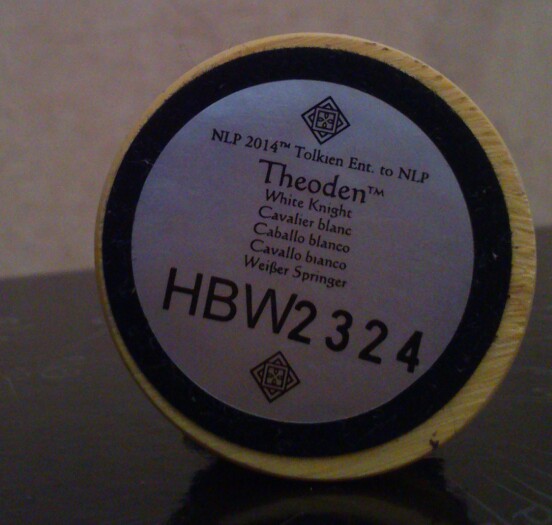 NLP 2014™ Tolkien Ent. to NLP
Theoden™
White Knight
Cavalier blanc
Caballo blanco
Cavallo bianco
Weißer Springer
HBW2324